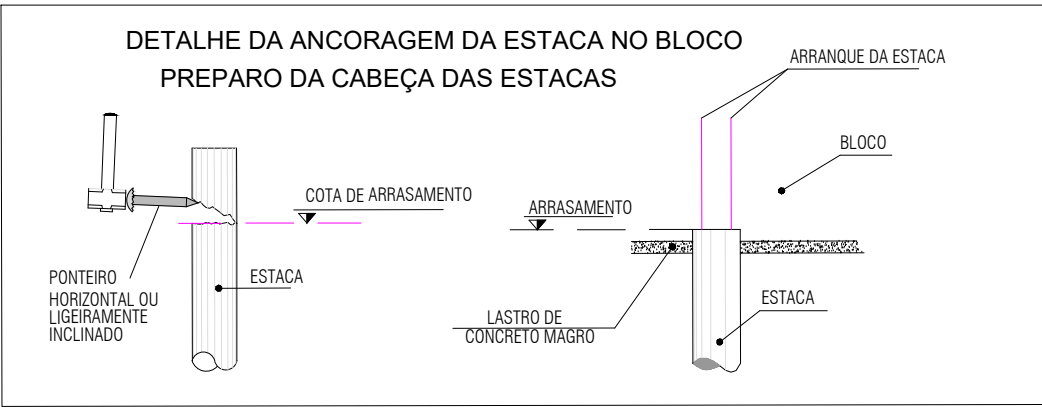 DETALHE DA ANCORAGEM DA ESTACA NO BLOCO
PREPARO DA CABEÇA DAS ESTACAS
COTA DE ARRASAMENTO
PONTEIRO
HORIZONTAL OU
LIGEIRAMENTE
INCLINADO
ESTACA
ARRANQUE DA ESTACA
BLOCO
ARRASAMENTO
LASTRO DE
CONCRETO MAGRO
ESTACA